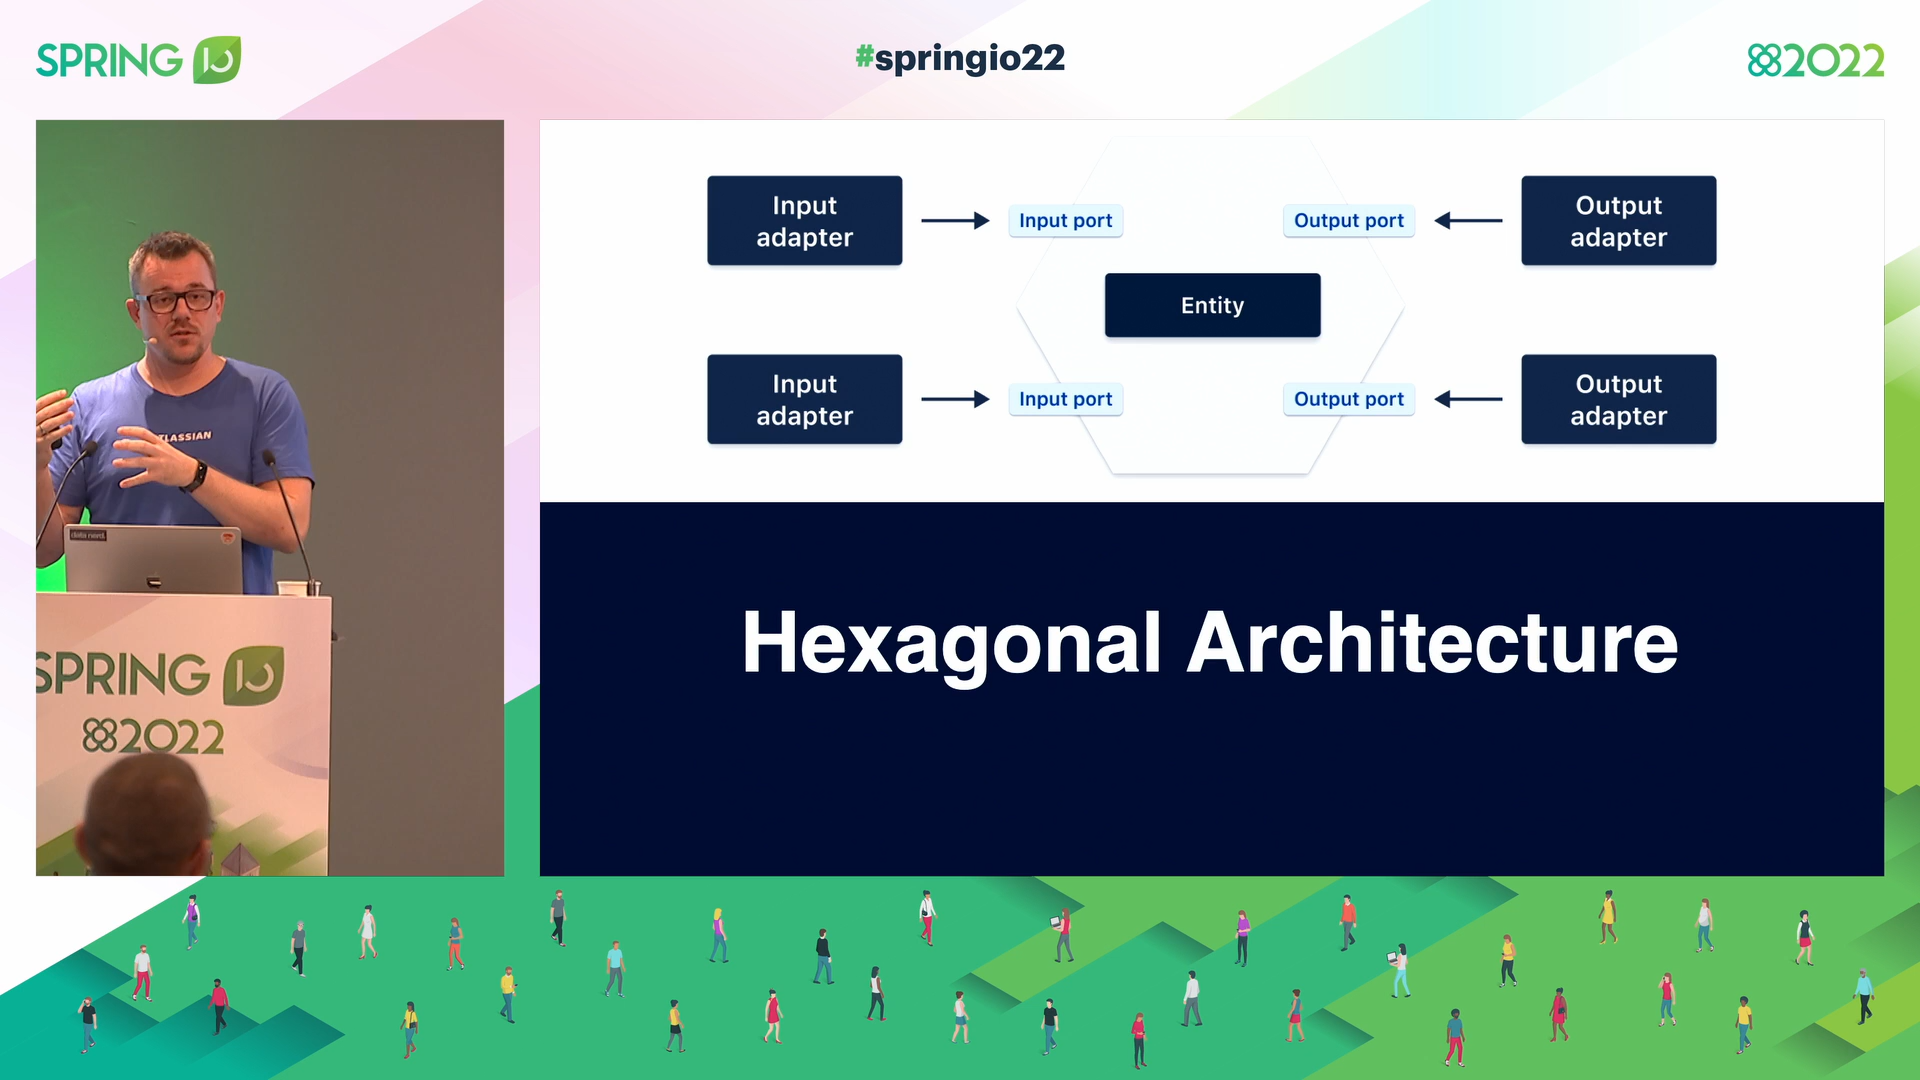 SPRING IO
#springio22
2022
Input
adapter
Input port
Output port
Output
adapter
Entity
Input
adapter
Input port
Output port
Output
adapter
Hexagonal Architecture
TLASSIAN
SPRING IO
2022